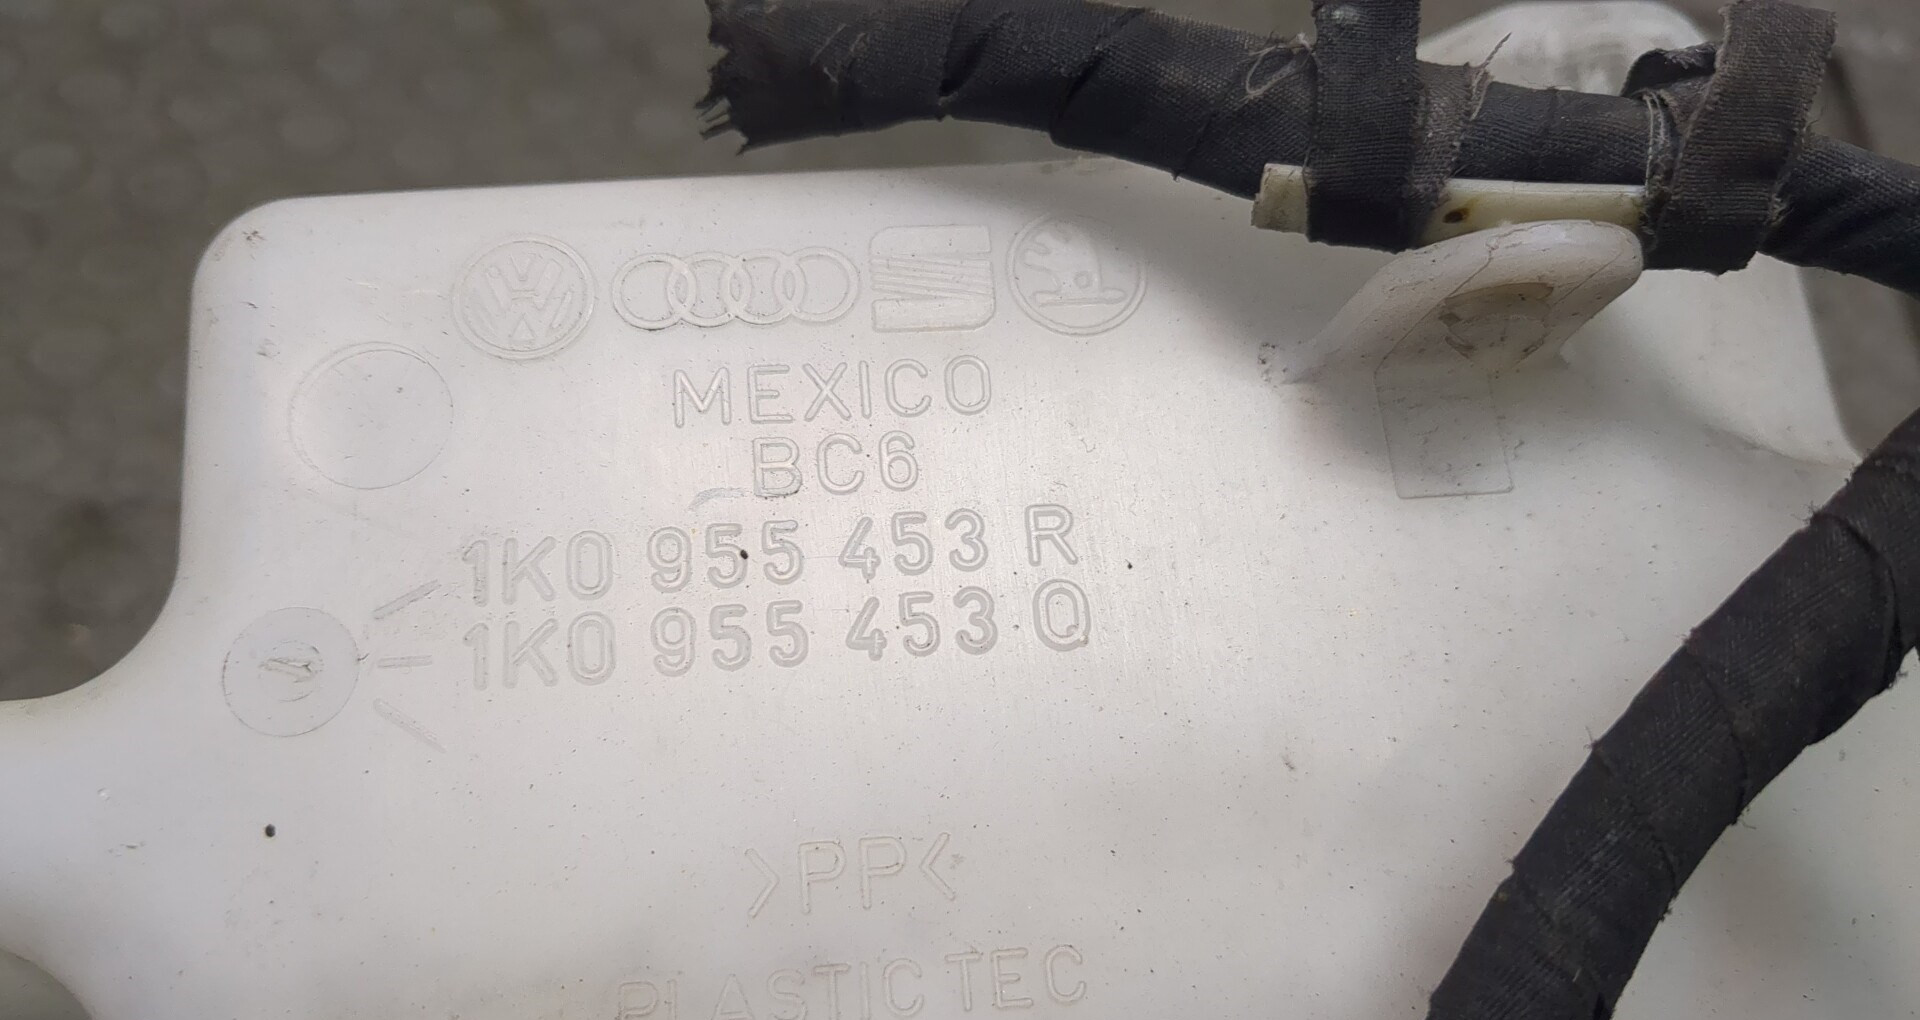 MEXICO
BC6
1K0 955 453 R
1K0 955 453 Q
>PP<
PLASTIC TEC